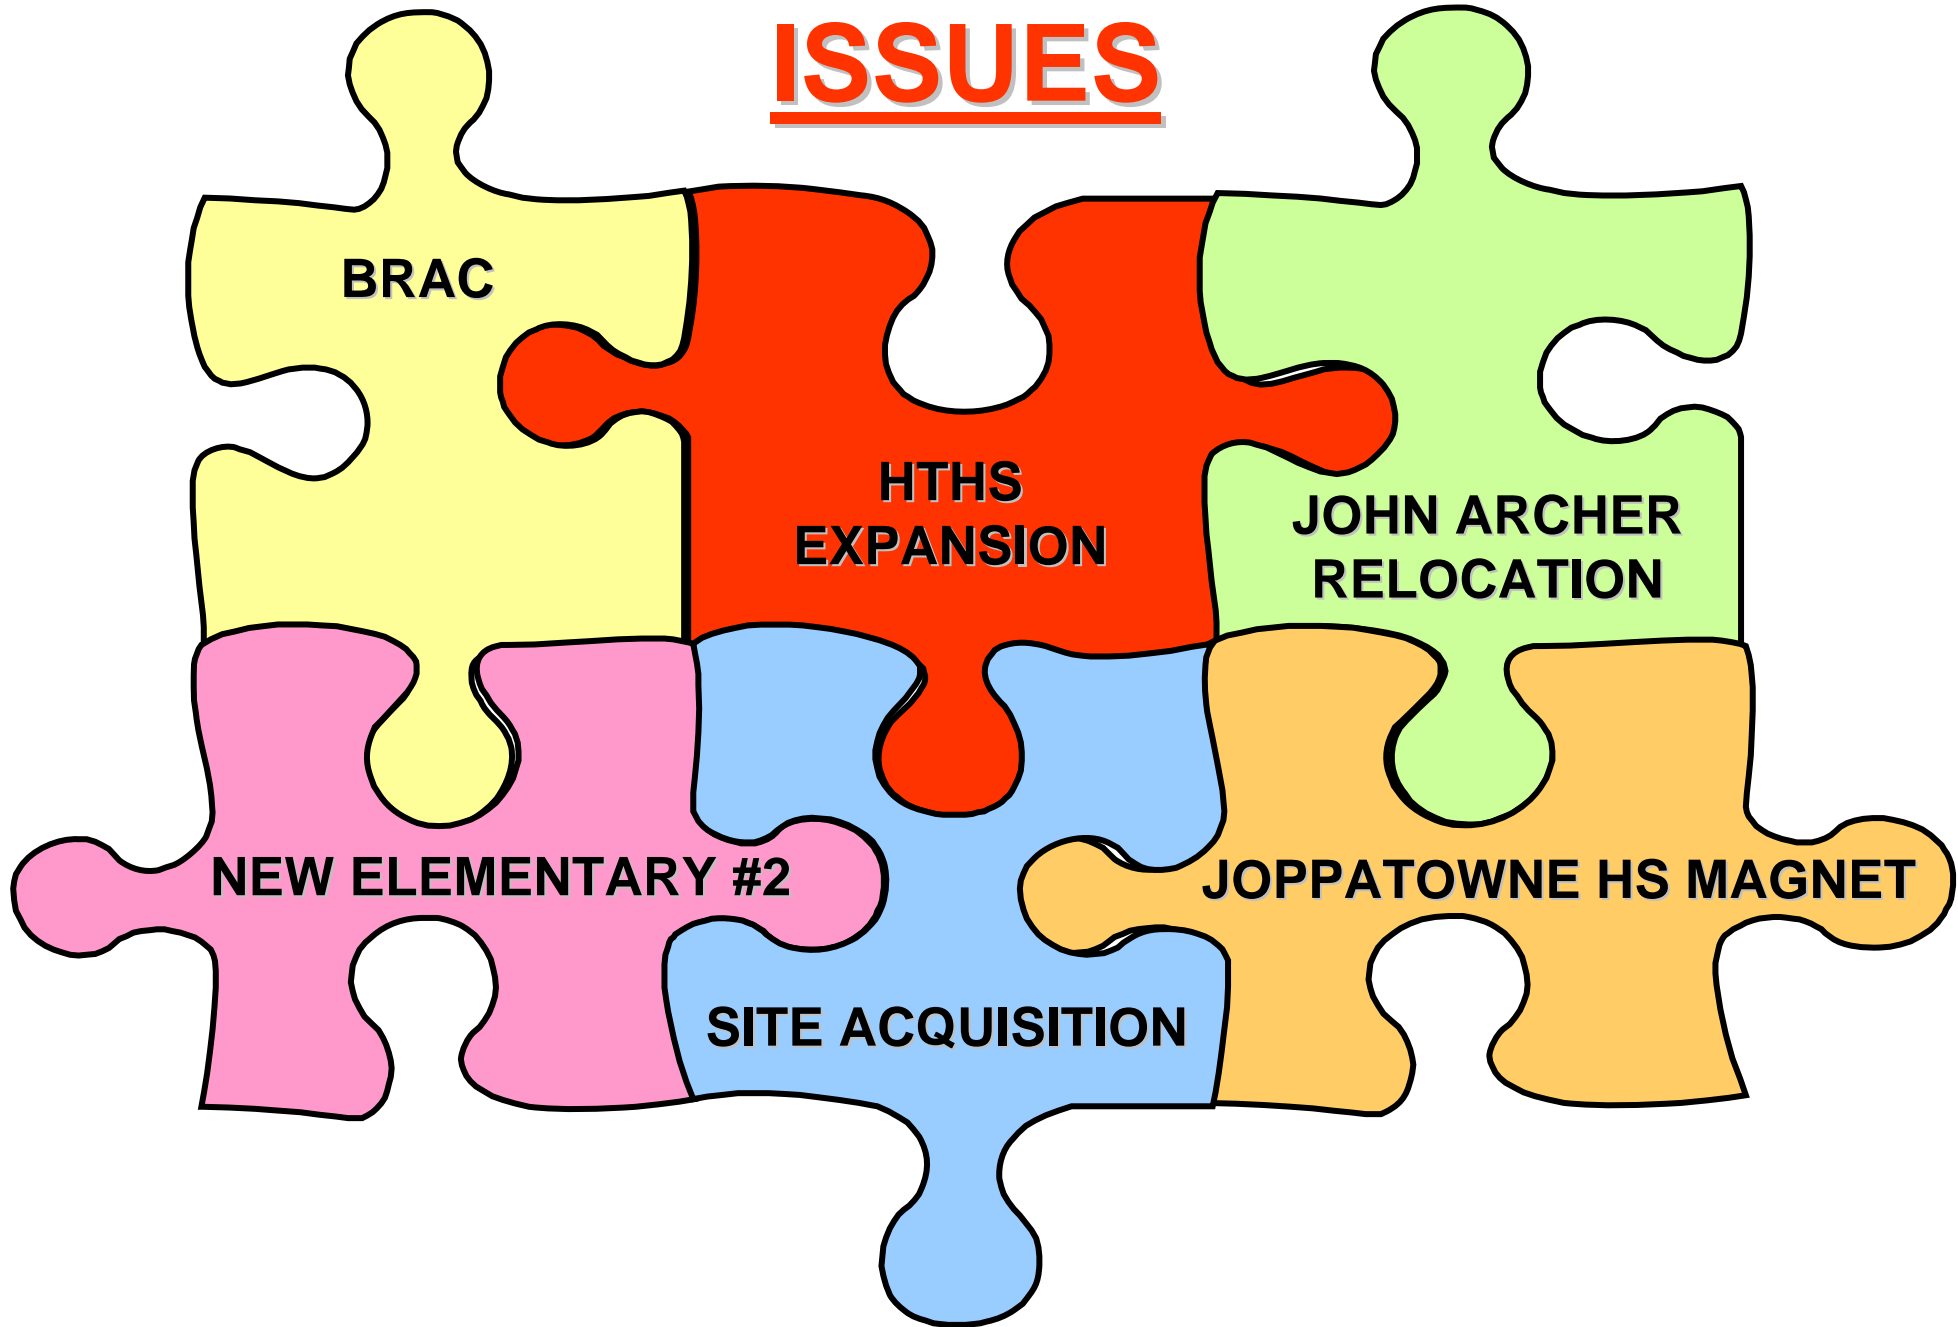 ISSUES
BRAC
HTHS
EXPANSION
JOHN ARCHER
RELOCATION
NEW ELEMENTARY #2
JOPPATOWNE HS MAGNET
SITE ACQUISITION